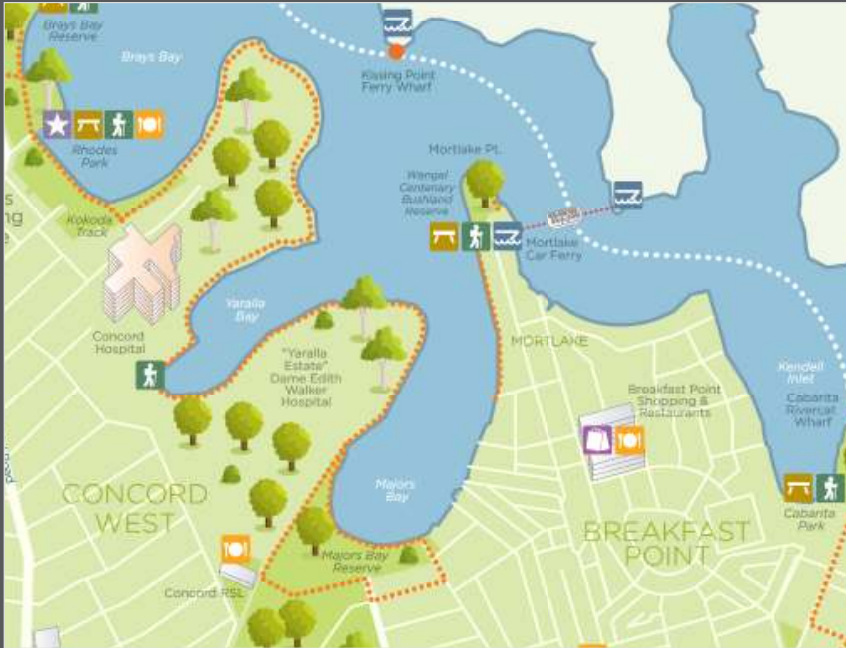 Brays Bay
Reserve
Brays Bay
Kissing Point
Ferry Wharf
Rhodes
Park
Mortlake Pt.
Wangal
Centenary
Bushland
Reserve
Kokoda
Track
Mortlake
Car Ferry
Yaralla
Bay
Concord
Hospital
"Yaralla
Estate"
Dame Edith
Walker
Hospital
MORTLAKE
Kendell
Inlet
Breakfast Point
Shopping &
Restaurants
Cabarita
Rivercat
Wharf
CONCORD
WEST
Majors
Bay
Cabarita
Park
BREAKFAST
POINT
Majors Bay
Reserve
Concord RSL